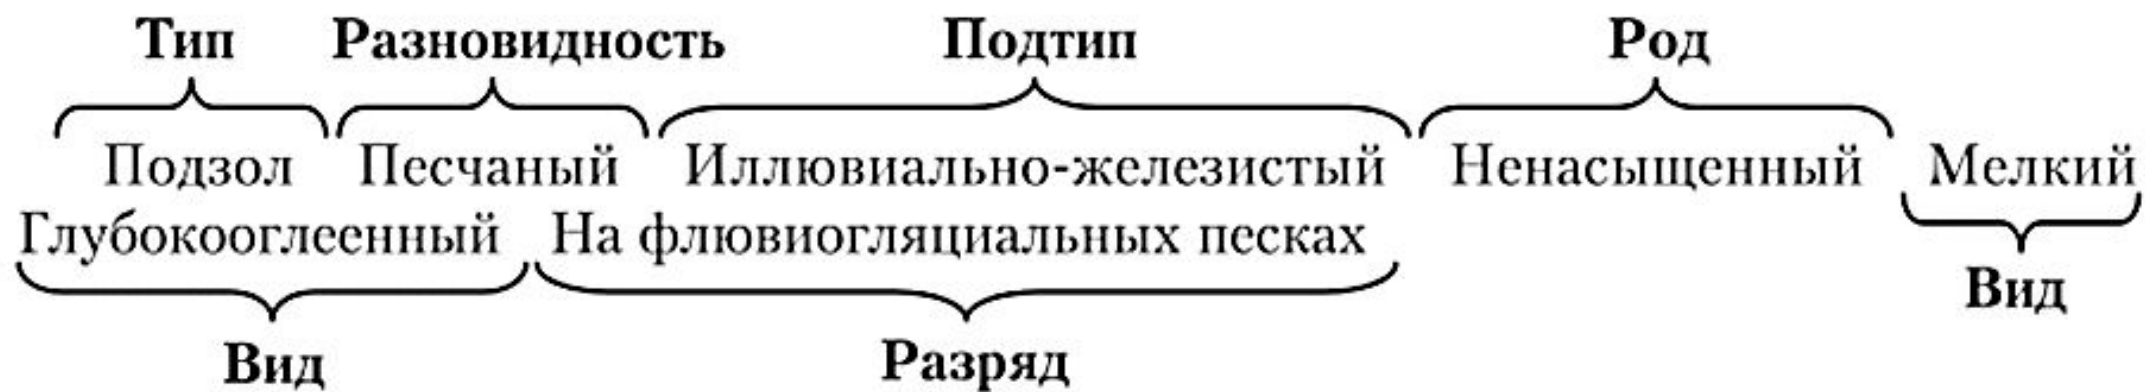 Тип Разновидность Подтип Род
Подзол Песчаный Иллювиально-железистый Ненасыщенный Мелкий
Глубокооглеенный На флювиогляциальных песках
Вид
Вид Разряд